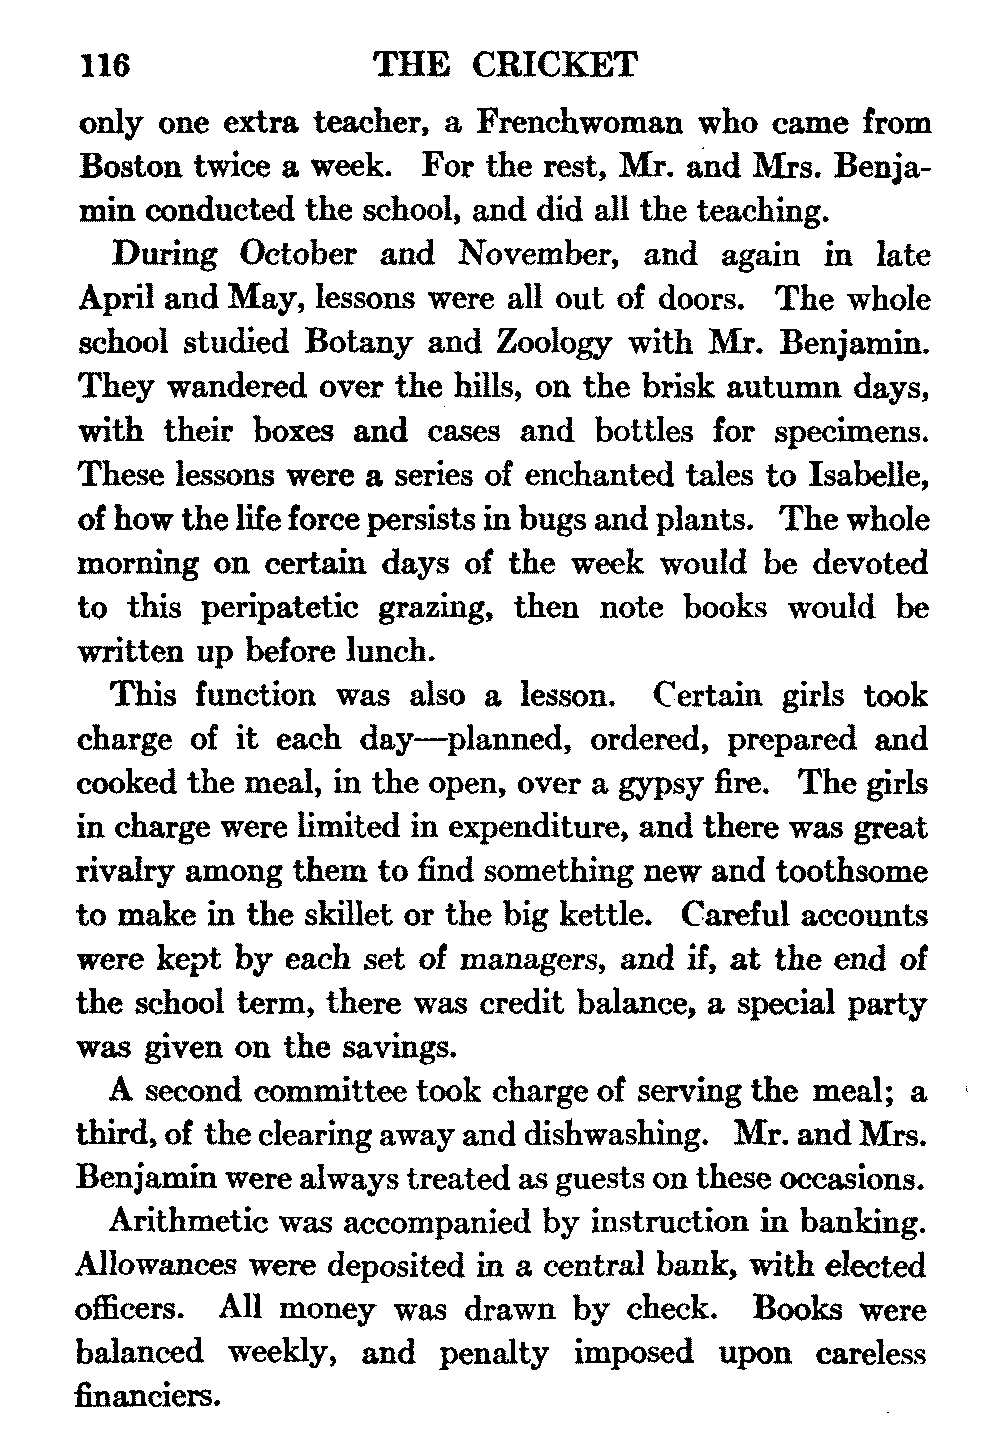 116 THE CRICKET
only one extra teacher, a Frenchwoman who came from
Boston twice a week. For the rest, Mr. and Mrs. Benja-
min conducted the school, and did all the teaching.
During October and November, and again in late
April and May, lessons were all out of doors. The whole
school studied Botany and Zoology with Mr. Benjamin.
They wandered over the hills, on the brisk autumn days,
with their boxes and cases and bottles for specimens.
These lessons were a series of enchanted tales to Isabelle,
of how the life force persists in bugs and plants. The whole
morning on certain days of the week would be devoted
to this peripatetic grazing, then note books would be
written up before lunch.
This function was also a lesson. Certain girls took
charge of it each day—planned, ordered, prepared and
cooked the meal, in the open, over a gypsy fire. The girls
in charge were limited in expenditure, and there was great
rivalry among them to find something new and toothsome
to make in the skillet or the big kettle. Careful accounts
were kept by each set of managers, and if, at the end of
the school term, there was credit balance, a special party
was given on the savings.
A second committee took charge of serving the meal; a
third, of the clearing away and dishwashing. Mr. and Mrs.
Benjamin were always treated as guests on these occasions.
Arithmetic was accompanied by instruction in banking.
Allowances were deposited in a central bank, with elected
officers. All money was drawn by check. Books were
balanced weekly, and penalty imposed upon careless
financiers.